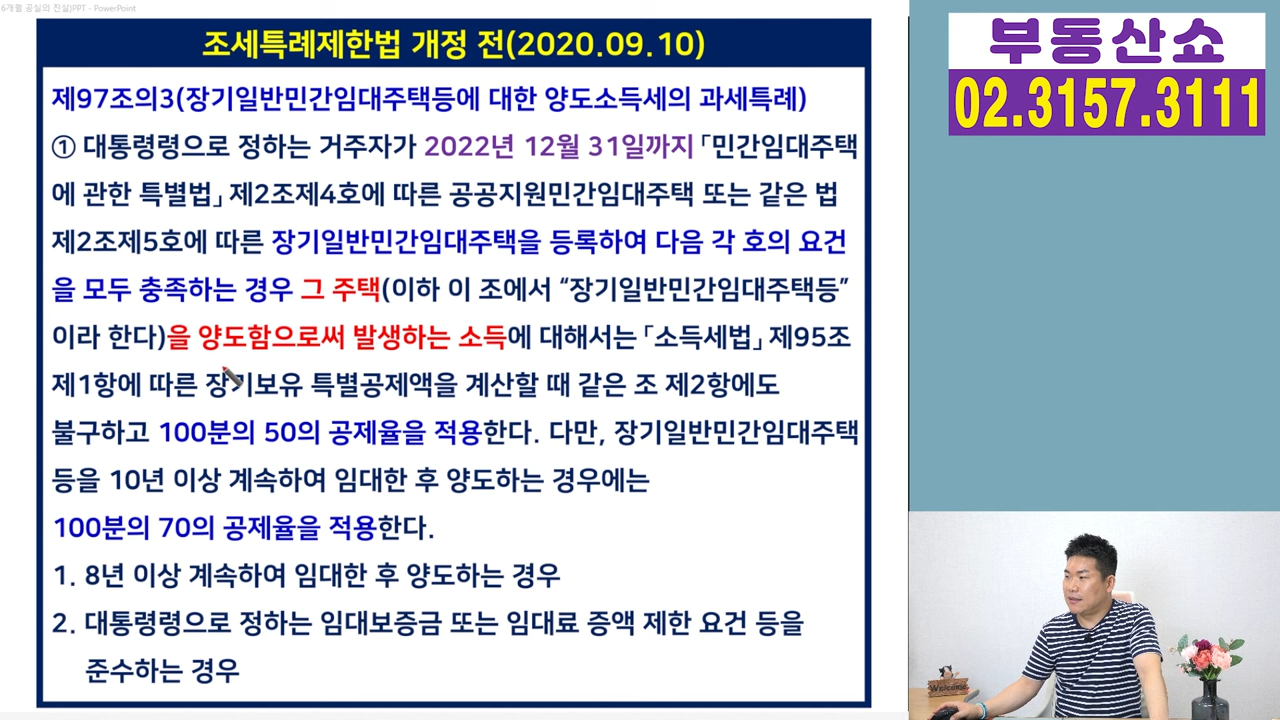 6개월 공실의 진실)PPT - PowerPoint
조세특례제한법 개정 전(2020.09.10)
제97조의3(장기일반민간임대주택등에 대한 양도소득세의 과세특례)
① 대통령령으로 정하는 거주자가 2022년 12월 31일까지 「민간임대주택
에 관한 특별법」 제2조제4호에 따른 공공지원민간임대주택 또는 같은 법
제2조제5호에 따른 장기일반민간임대주택을 등록하여 다음 각 호의 요건
을 모두 충족하는 경우 그 주택(이하 이 조에서 “장기일반민간임대주택등”
이라 한다)을 양도함으로써 발생하는 소득에 대해서는 「소득세법」 제95조
제1항에 따른 장기보유 특별공제액을 계산할 때 같은 조 제2항에도
불구하고 100분의 50의 공제율을 적용한다. 다만, 장기일반민간임대주택
등을 10년 이상 계속하여 임대한 후 양도하는 경우에는
100분의 70의 공제율을 적용한다.
1. 8년 이상 계속하여 임대한 후 양도하는 경우
2. 대통령령으로 정하는 임대보증금 또는 임대료 증액 제한 요건 등을
준수하는 경우
부동산쇼
02.3157.3111
Welcome